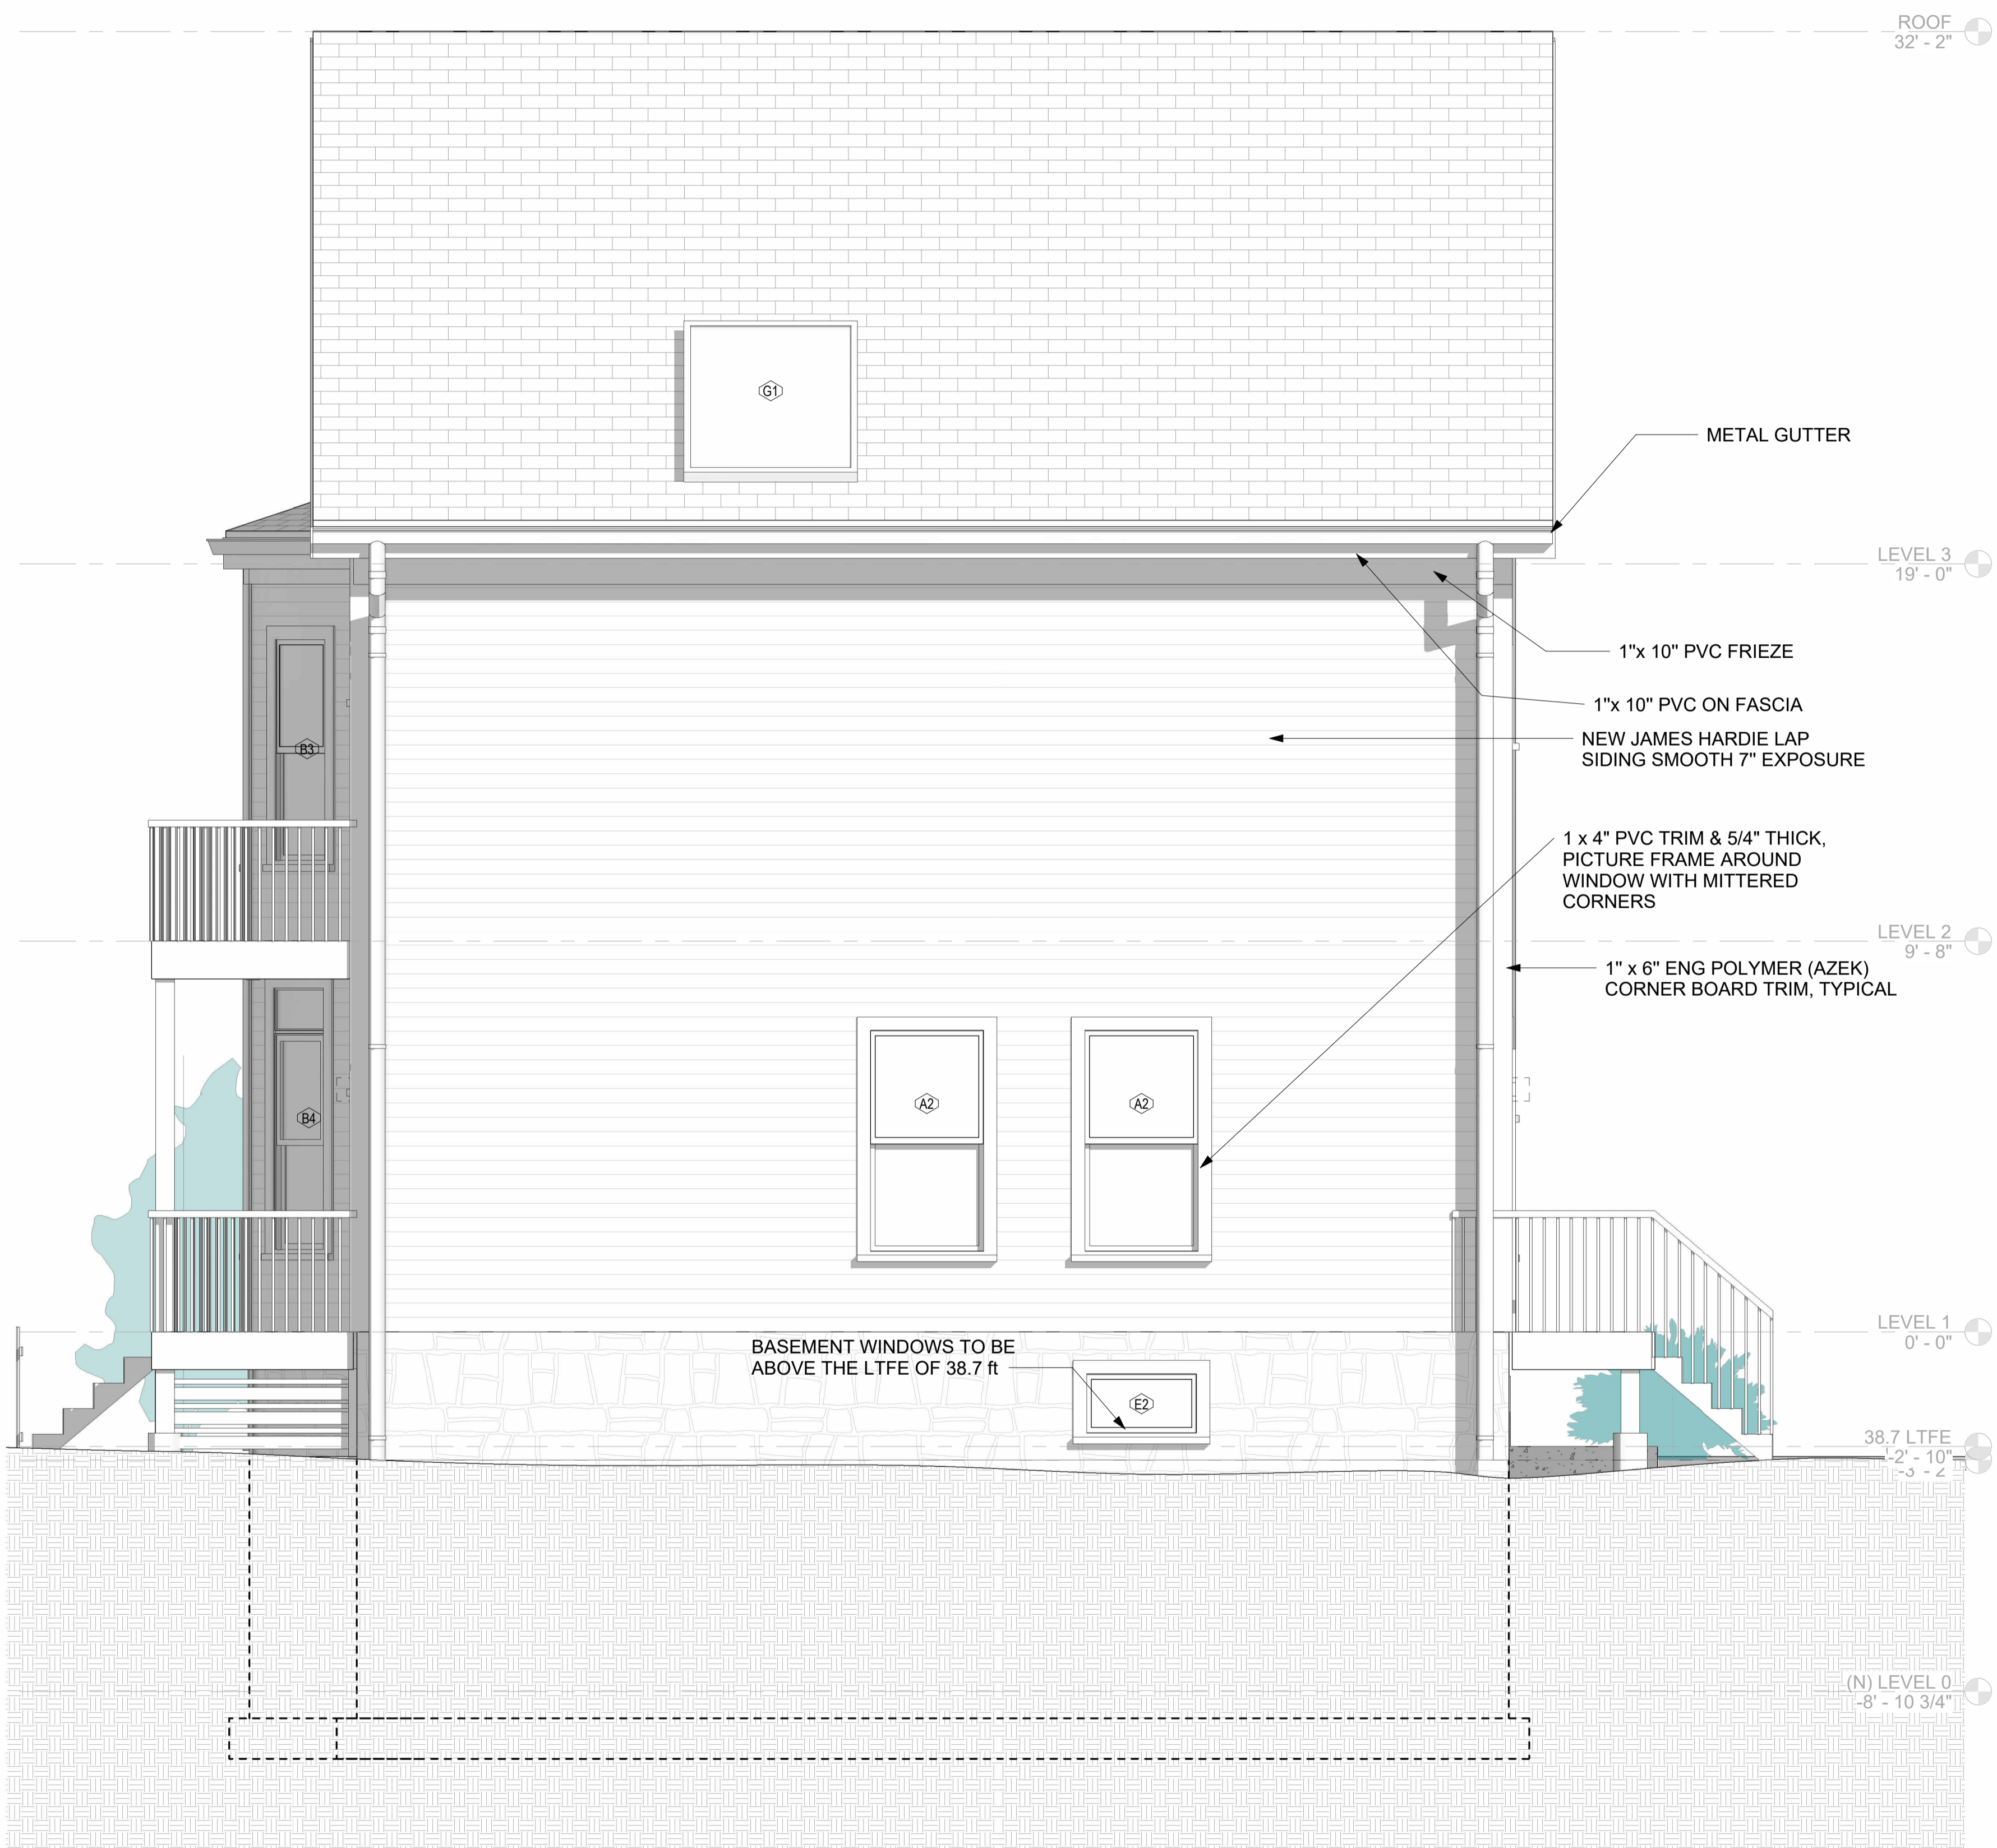 ROOF
32' - 2"
G1
METAL GUTTER
LEVEL 3
19' - 0"
1"x 10" PVC FRIEZE
1"x 10" PVC ON FASCIA
NEW JAMES HARDIE LAP
SIDING SMOOTH 7" EXPOSURE
B3
1 x 4" PVC TRIM & 5/4" THICK,
PICTURE FRAME AROUND
WINDOW WITH MITTERED
CORNERS
LEVEL 2
9' - 8"
1" x 6" ENG POLYMER (AZEK)
CORNER BOARD TRIM, TYPICAL
A2
A2
B4
LEVEL 1
0' - 0"
BASEMENT WINDOWS TO BE
ABOVE THE LTFE OF 38.7 ft
E2
38.7 LTFE
-2' - 10"
-3' - 2"
(N) LEVEL 0
-8' - 10 3/4"